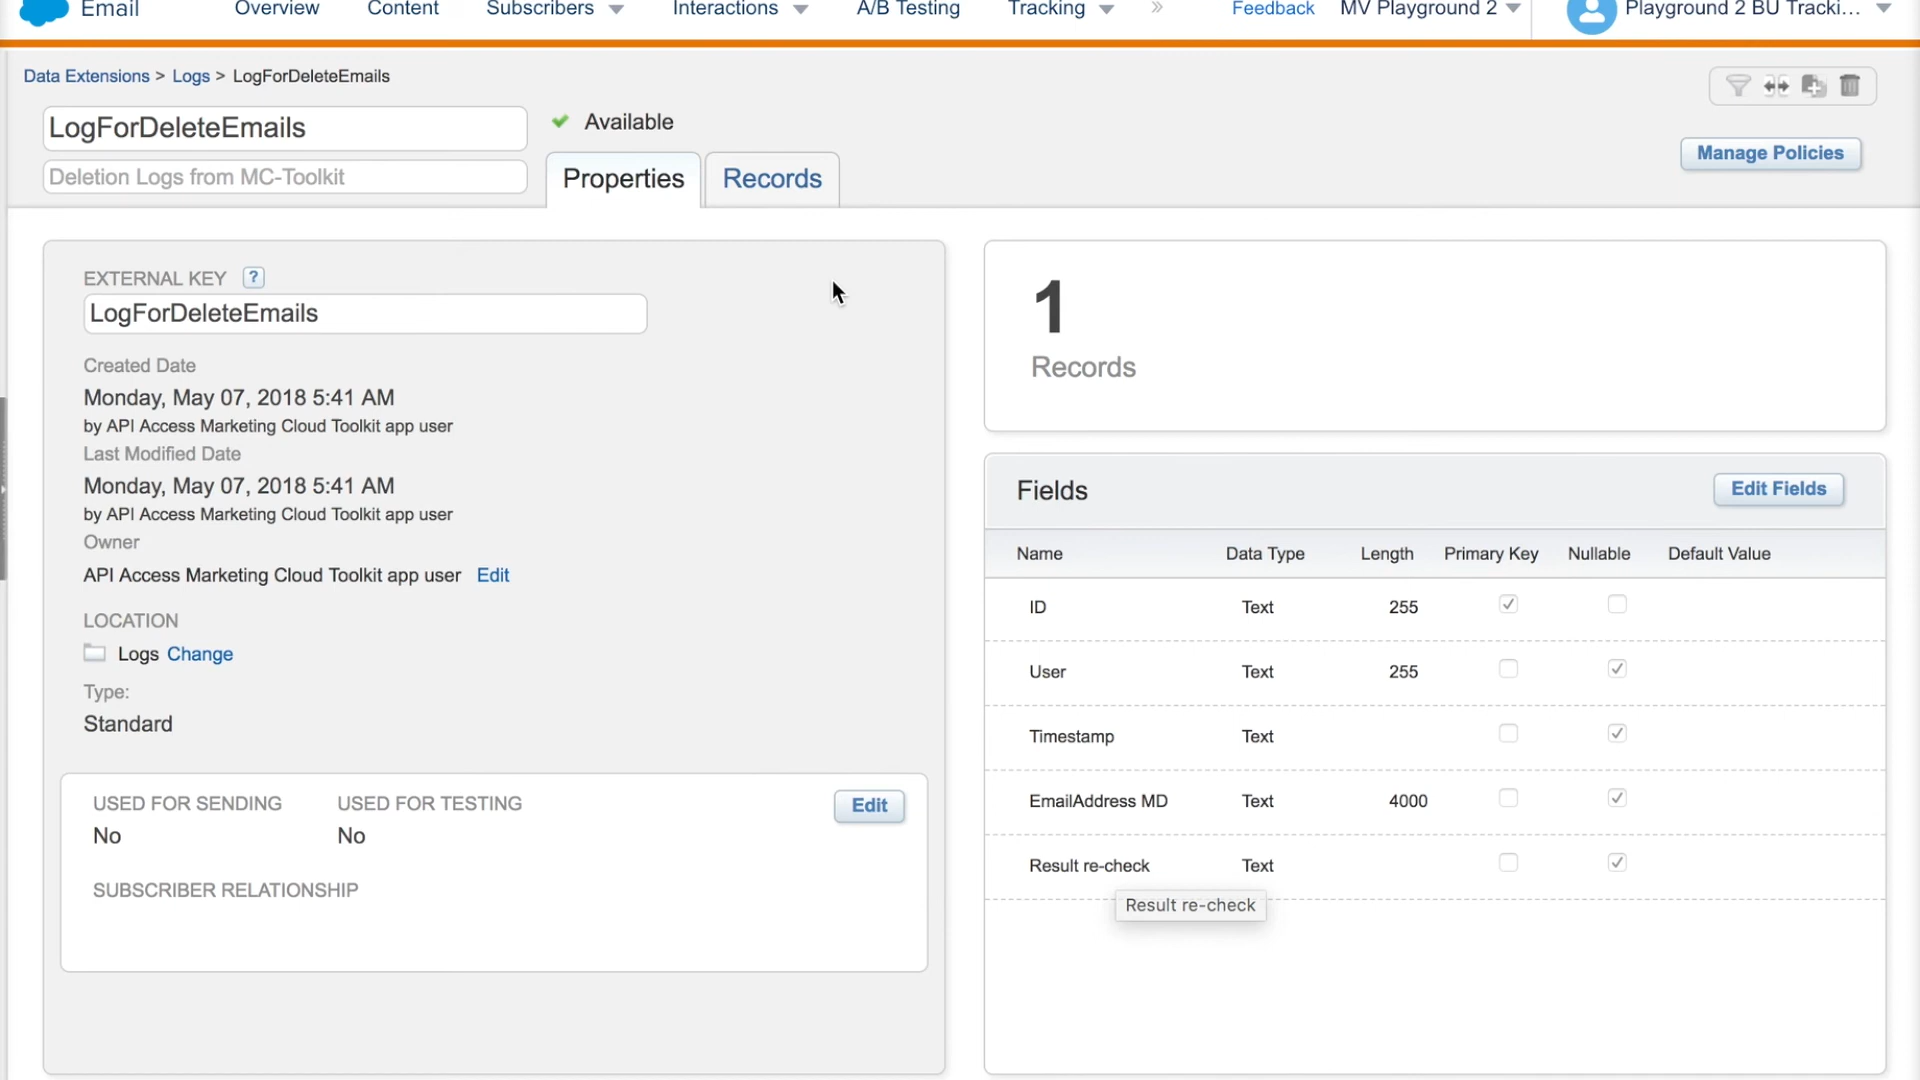 Email Overview Content Subscribers Interactions A/B Testing Tracking » Feedback MV Playground 2 Playground 2 BU Tracki...
Data Extensions > Logs > LogForDeleteEmails
LogForDeleteEmails
Available
Deletion Logs from MC-Toolkit
Properties
Records
Manage Policies
EXTERNAL KEY ?
LogForDeleteEmails
Created Date
Monday, May 07, 2018 5:41 AM
by API Access Marketing Cloud Toolkit app user
Last Modified Date
Monday, May 07, 2018 5:41 AM
by API Access Marketing Cloud Toolkit app user
Owner
API Access Marketing Cloud Toolkit app user Edit
LOCATION
Logs Change
Type:
Standard
USED FOR SENDING USED FOR TESTING Edit
No No
SUBSCRIBER RELATIONSHIP
1
Records
Fields Edit Fields
Name Data Type Length Primary Key Nullable Default Value
ID Text 255
User Text 255
Timestamp Text
EmailAddress MD Text 4000
Result re-check Text
Result re-check